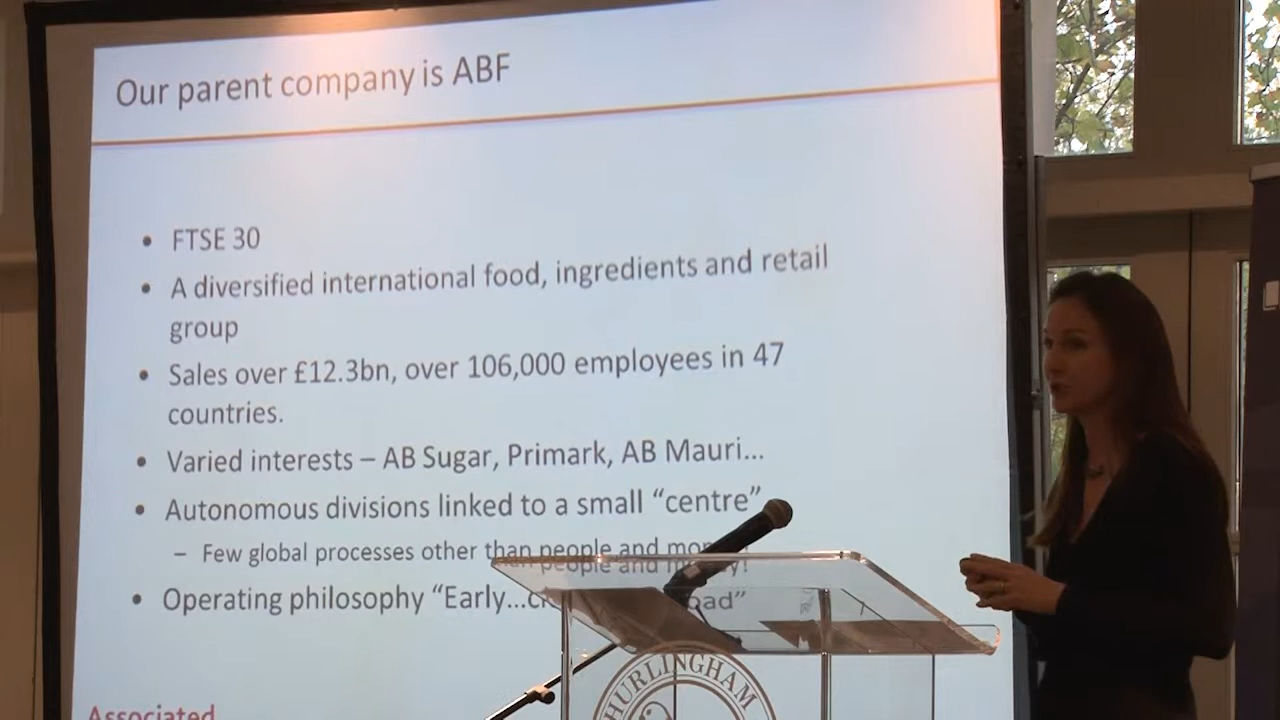 Our parent company is ABF
• FTSE 30
• A diversified international food, ingredients and retail
group
• Sales over £12.3bn, over 106,000 employees in 47
countries.
• Varied interests – AB Sugar, Primark, AB Mauri...
• Autonomous divisions linked to a small “centre”
– Few global processes other than people and
• Operating philosophy “Early...
Associated
HURLINGHAM